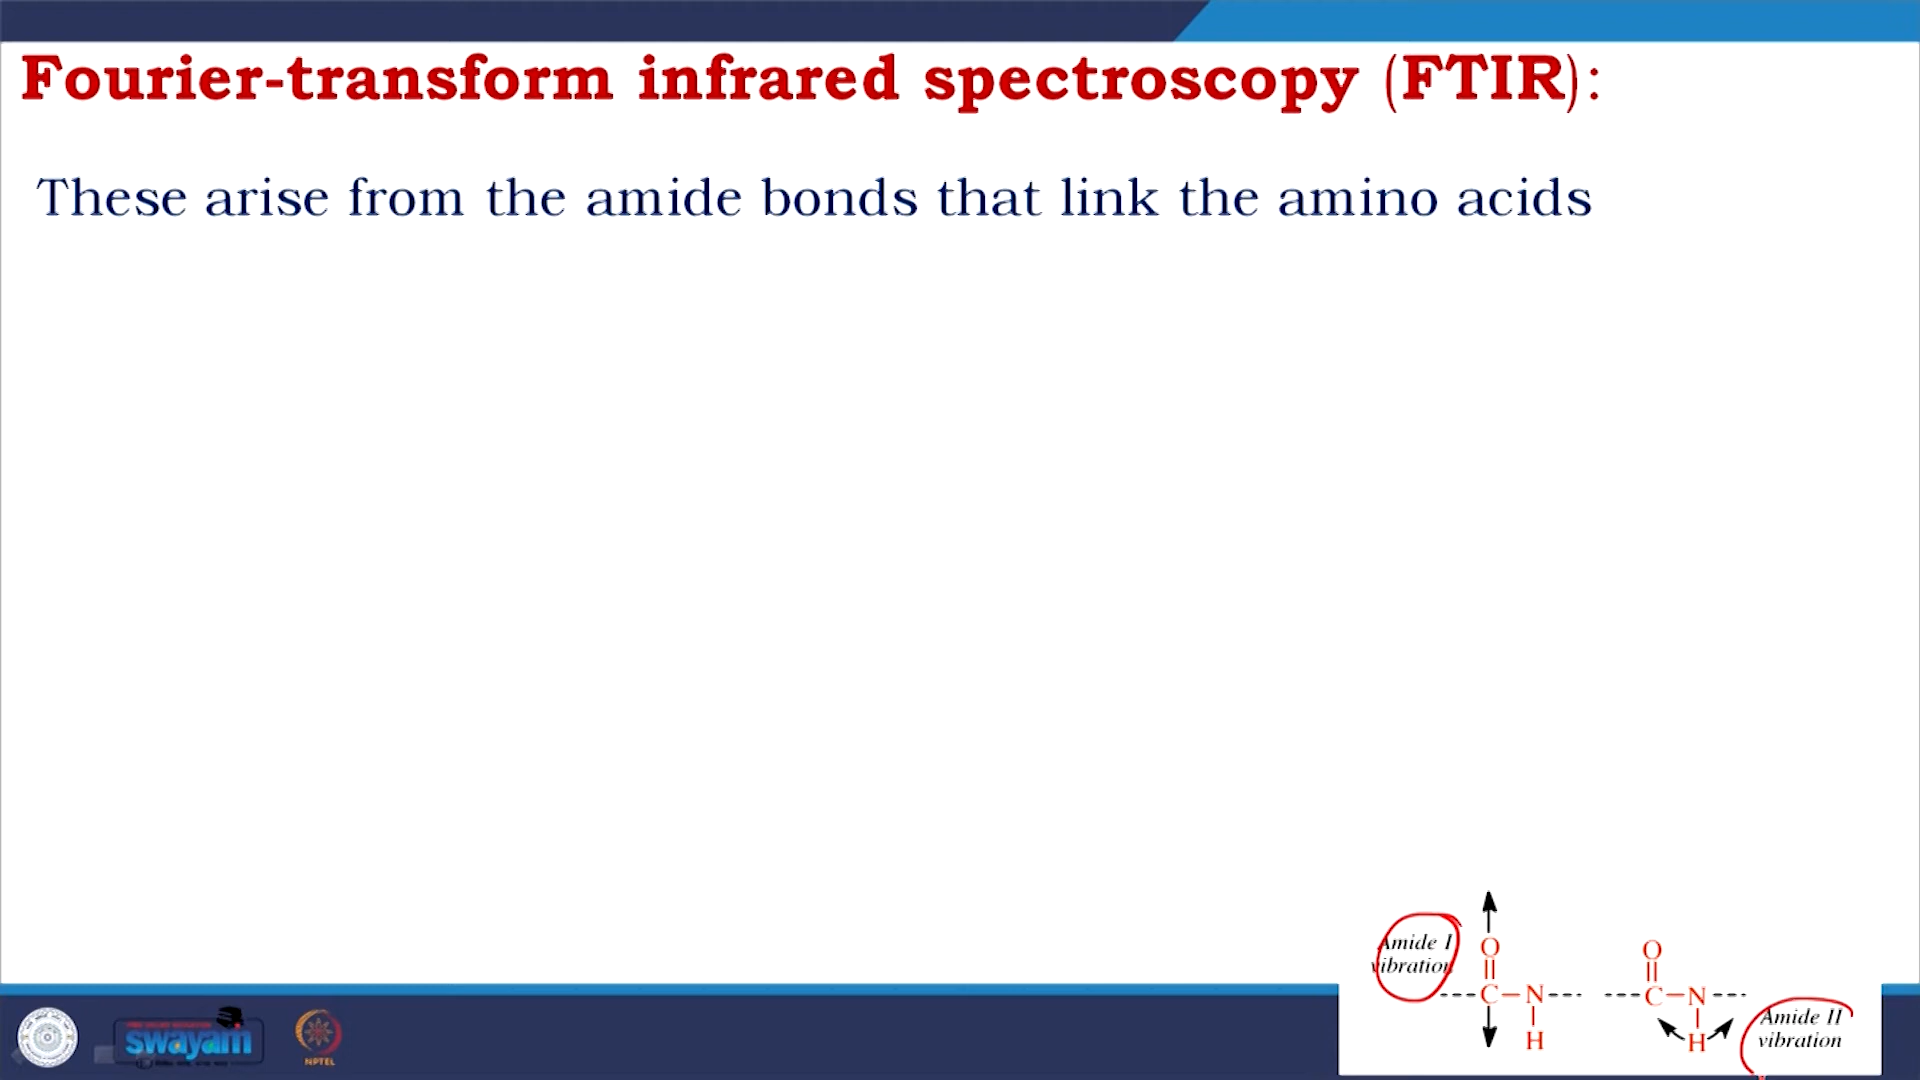 Fourier-transform infrared spectroscopy (FTIR):
These arise from the amide bonds that link the amino acids
Amide I
vibration
O
C—N
H
O
C—N
H
Amide II
vibration
swayam
NPTEL